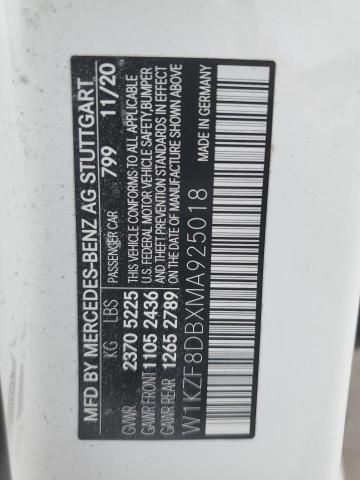 MFD BY MERCEDES-BENZ AG STUTTGART
PASSENGER CAR 799 11/20
KG LBS
GVWR 2370 5225
GAWR FRONT 1105 2436
GAWR REAR 1265 2789
THIS VEHICLE CONFORMS TO ALL APPLICABLE
U.S. FEDERAL MOTOR VEHICLE SAFETY, BUMPER
AND THEFT PREVENTION STANDARDS IN EFFECT
ON THE DATE OF MANUFACTURE SHOWN ABOVE
W1KZF8DBXMA925018
MADE IN GERMANY